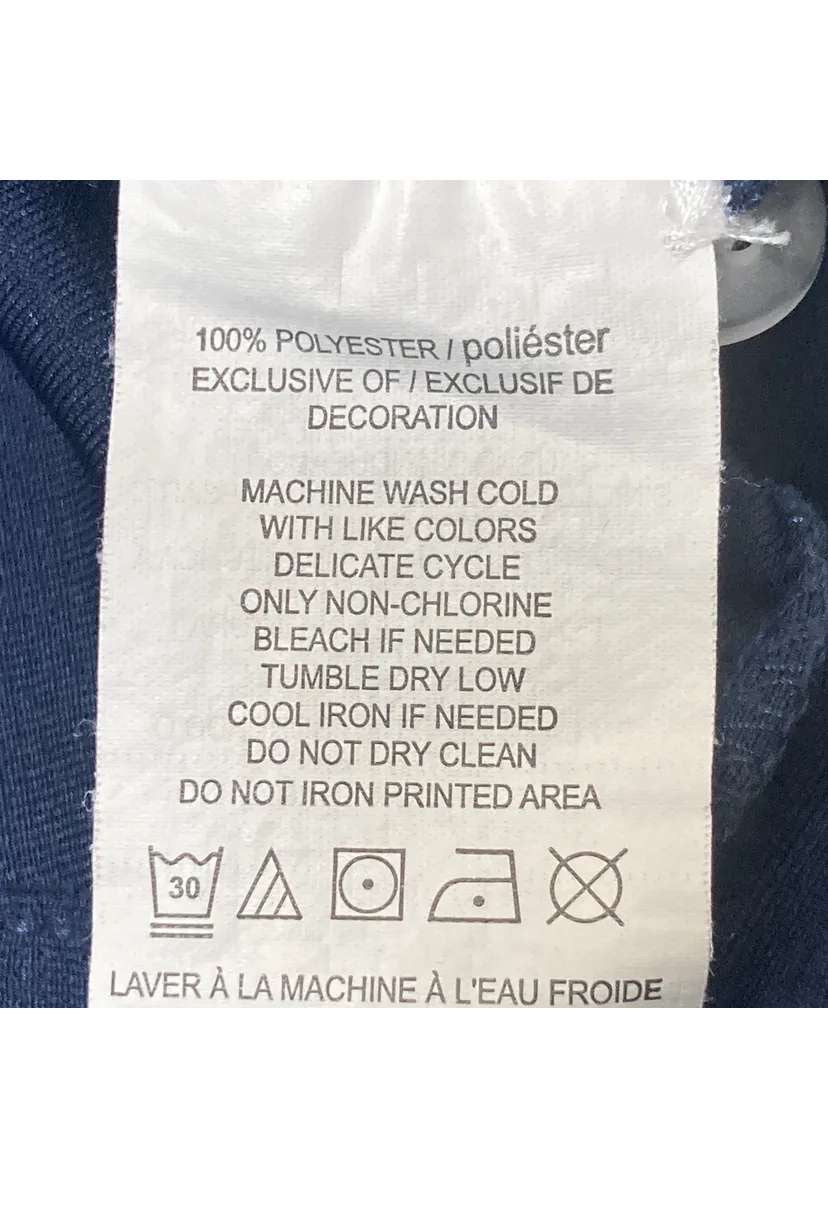 100% POLYESTER / poliéster
EXCLUSIVE OF / EXCLUSIF DE
DECORATION
MACHINE WASH COLD
WITH LIKE COLORS
DELICATE CYCLE
ONLY NON-CHLORINE
BLEACH IF NEEDED
TUMBLE DRY LOW
COOL IRON IF NEEDED
DO NOT DRY CLEAN
DO NOT IRON PRINTED AREA
30
LAVER À LA MACHINE À L'EAU FROIDE